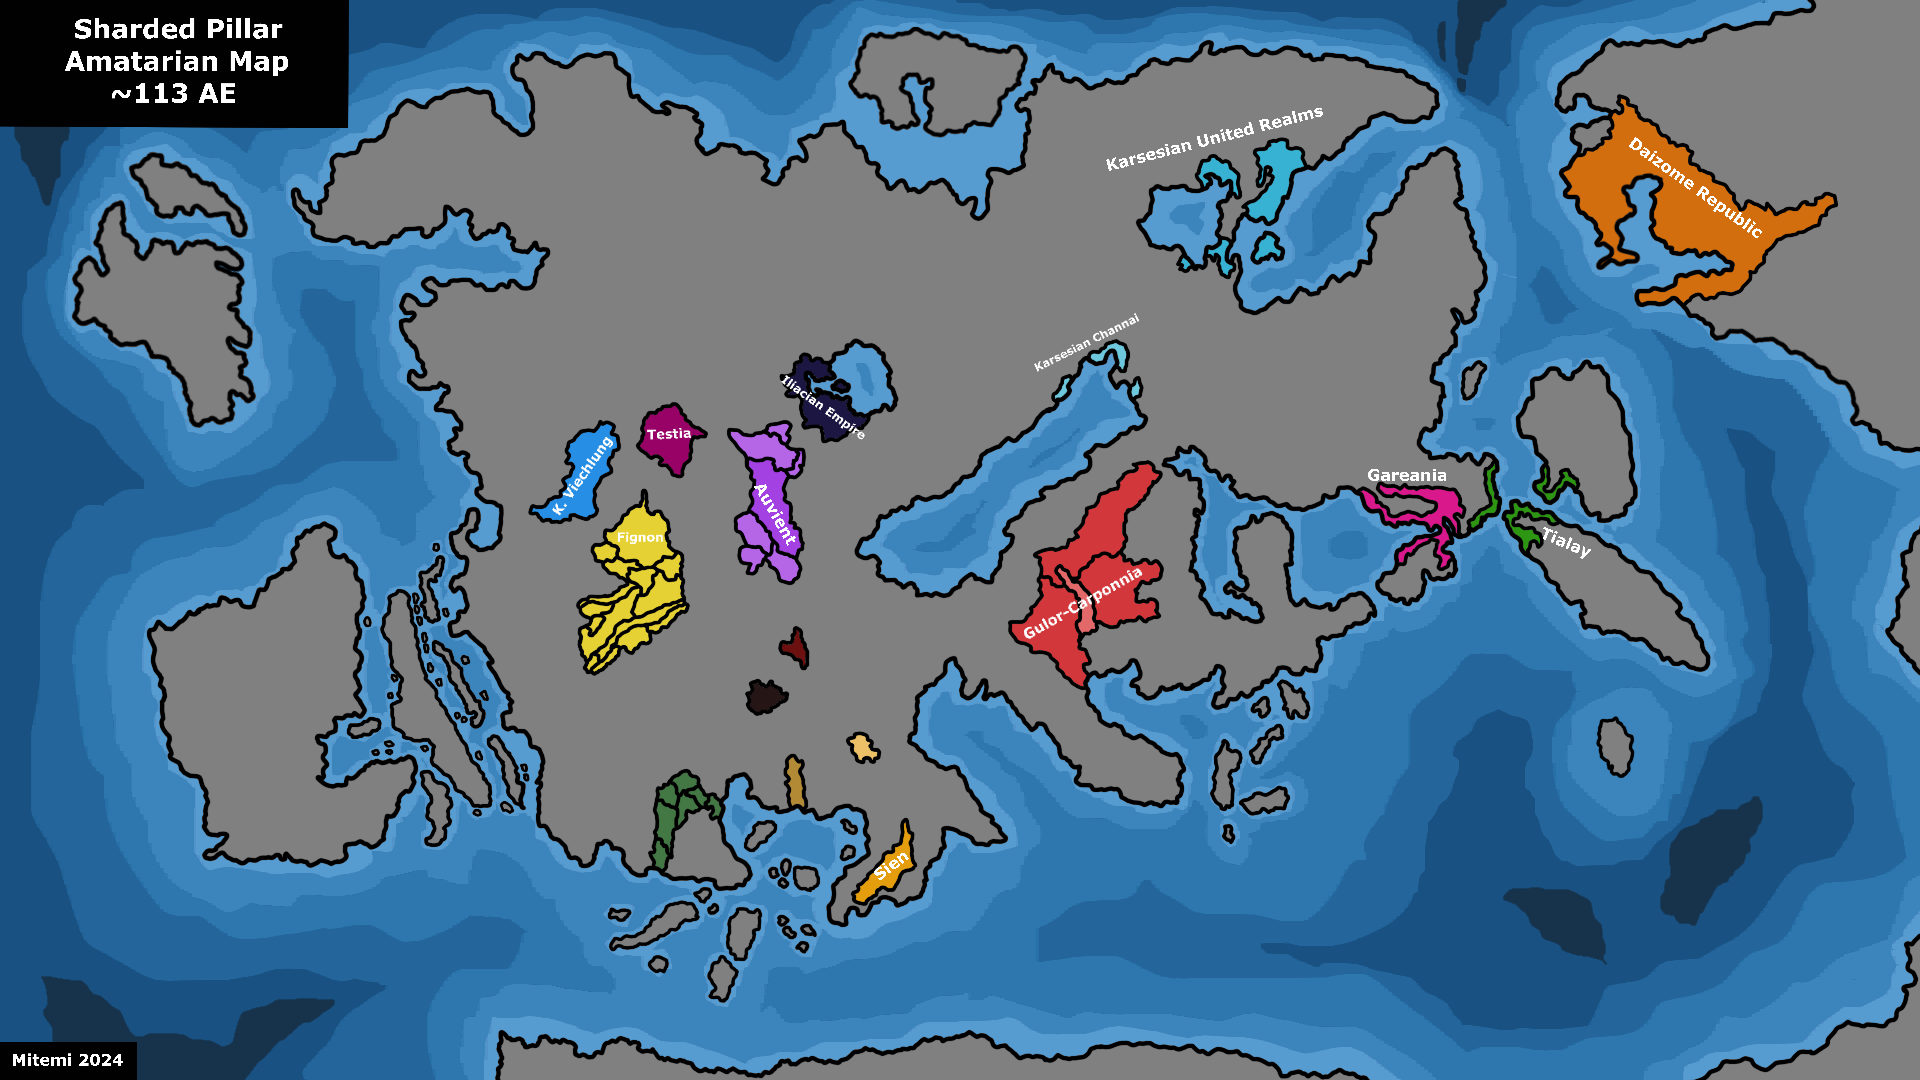 Sharded Pillar
Amatarian Map
~113 AE
Karsesian United Realms
Daizome Republic
Karsesian Channai
Iliacian Empire
Testia
K. Viechlung
Auvient
Fignon
Gareania
Tialay
Gulor-Carponnia
Sien
Mitemi 2024